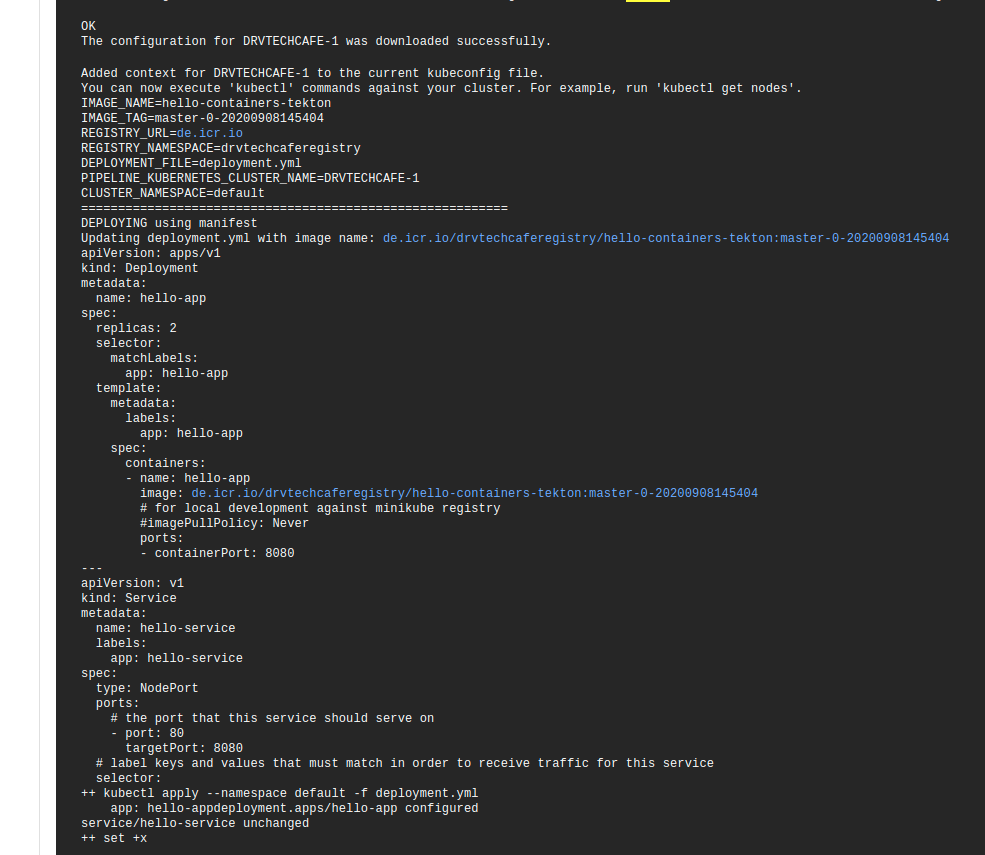 OK
The configuration for DRVTECHCAFE-1 was downloaded successfully.
Added context for DRVTECHCAFE-1 to the current kubeconfig file.
You can now execute 'kubectl' commands against your cluster. For example, run 'kubectl get nodes'.
IMAGE_NAME=hello-containers-tekton
IMAGE_TAG=master-0-20200908145404
REGISTRY_URL=de.icr.io
REGISTRY_NAMESPACE=drvtechcaferegistry
DEPLOYMENT_FILE=deployment.yml
PIPELINE_KUBERNETES_CLUSTER_NAME=DRVTECHCAFE-1
CLUSTER_NAMESPACE=default
==========================================================
DEPLOYING using manifest
Updating deployment.yml with image name: de.icr.io/drvtechcaferegistry/hello-containers-tekton:master-0-20200908145404
apiVersion: apps/v1
kind: Deployment
metadata:
  name: hello-app
spec:
  replicas: 2
  selector:
    matchLabels:
      app: hello-app
  template:
    metadata:
      labels:
        app: hello-app
    spec:
      containers:
      - name: hello-app
        image: de.icr.io/drvtechcaferegistry/hello-containers-tekton:master-0-20200908145404
        # for local development against minikube registry
        #imagePullPolicy: Never
        ports:
        - containerPort: 8080
---
apiVersion: v1
kind: Service
metadata:
  name: hello-service
  labels:
    app: hello-service
spec:
  type: NodePort
  ports:
    # the port that this service should serve on
    - port: 80
      targetPort: 8080
  # label keys and values that must match in order to receive traffic for this service
  selector:
++ kubectl apply --namespace default -f deployment.yml
    app: hello-appdeployment.apps/hello-app configured
service/hello-service unchanged
++ set +x